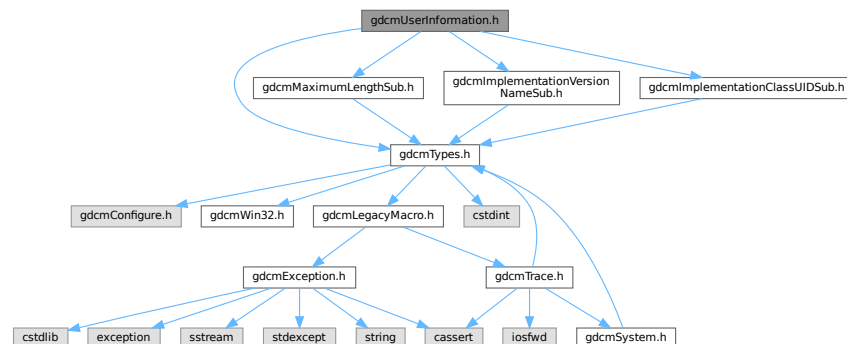 gdcmUserInformation.h
gdcmMaximumLengthSub.h
gdcmImplementationVersion
NameSub.h
gdcmImplementationClassUIDSub.h
gdcmTypes.h
gdcmConfigure.h
gdcmWin32.h
gdcmLegacyMacro.h
cstdint
gdcmException.h
gdcmTrace.h
cstdlib
exception
sstream
stdexcept
string
cassert
iosfwd
gdcmSystem.h